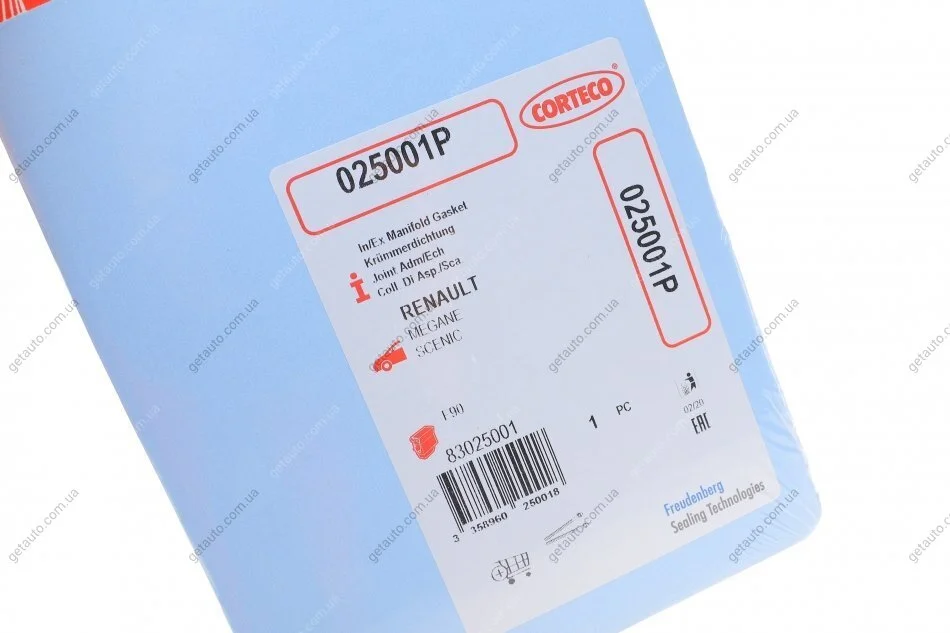 CORTECO®
025001P
025001P
In/Ex Manifold Gasket
Krümmerdichtung
Joint Adm/Ech
Coll. Di Asp./Sca
RENAULT
MEGANE
SCENIC
F90
83025001
1 PC
02/20
EAC
3 358960 250018
Freudenberg
Sealing Technologies
getauto.com.ua